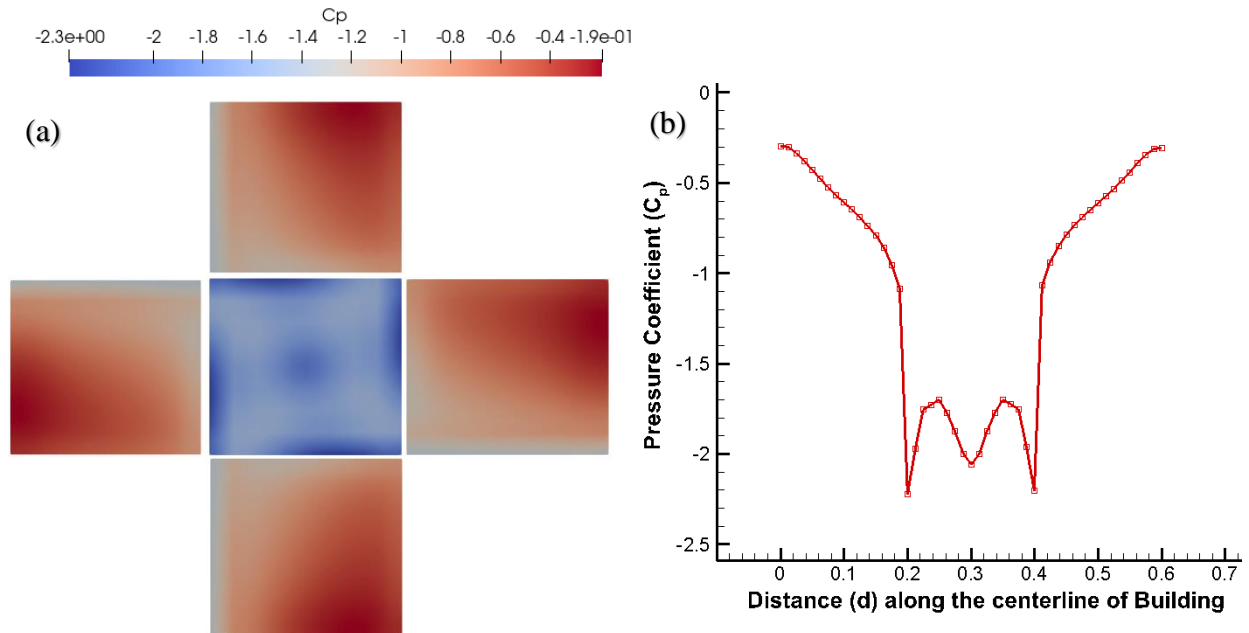 Cp
-2.3e+00 -2 -1.8 -1.6 -1.4 -1.2 -1 -0.8 -0.6 -0.4 -1.9e-01
(a)
(b)
0
-0.5
-1
-1.5
-2
-2.5
Pressure Coefficient (Cp)
0 0.1 0.2 0.3 0.4 0.5 0.6 0.7
Distance (d) along the centerline of Building